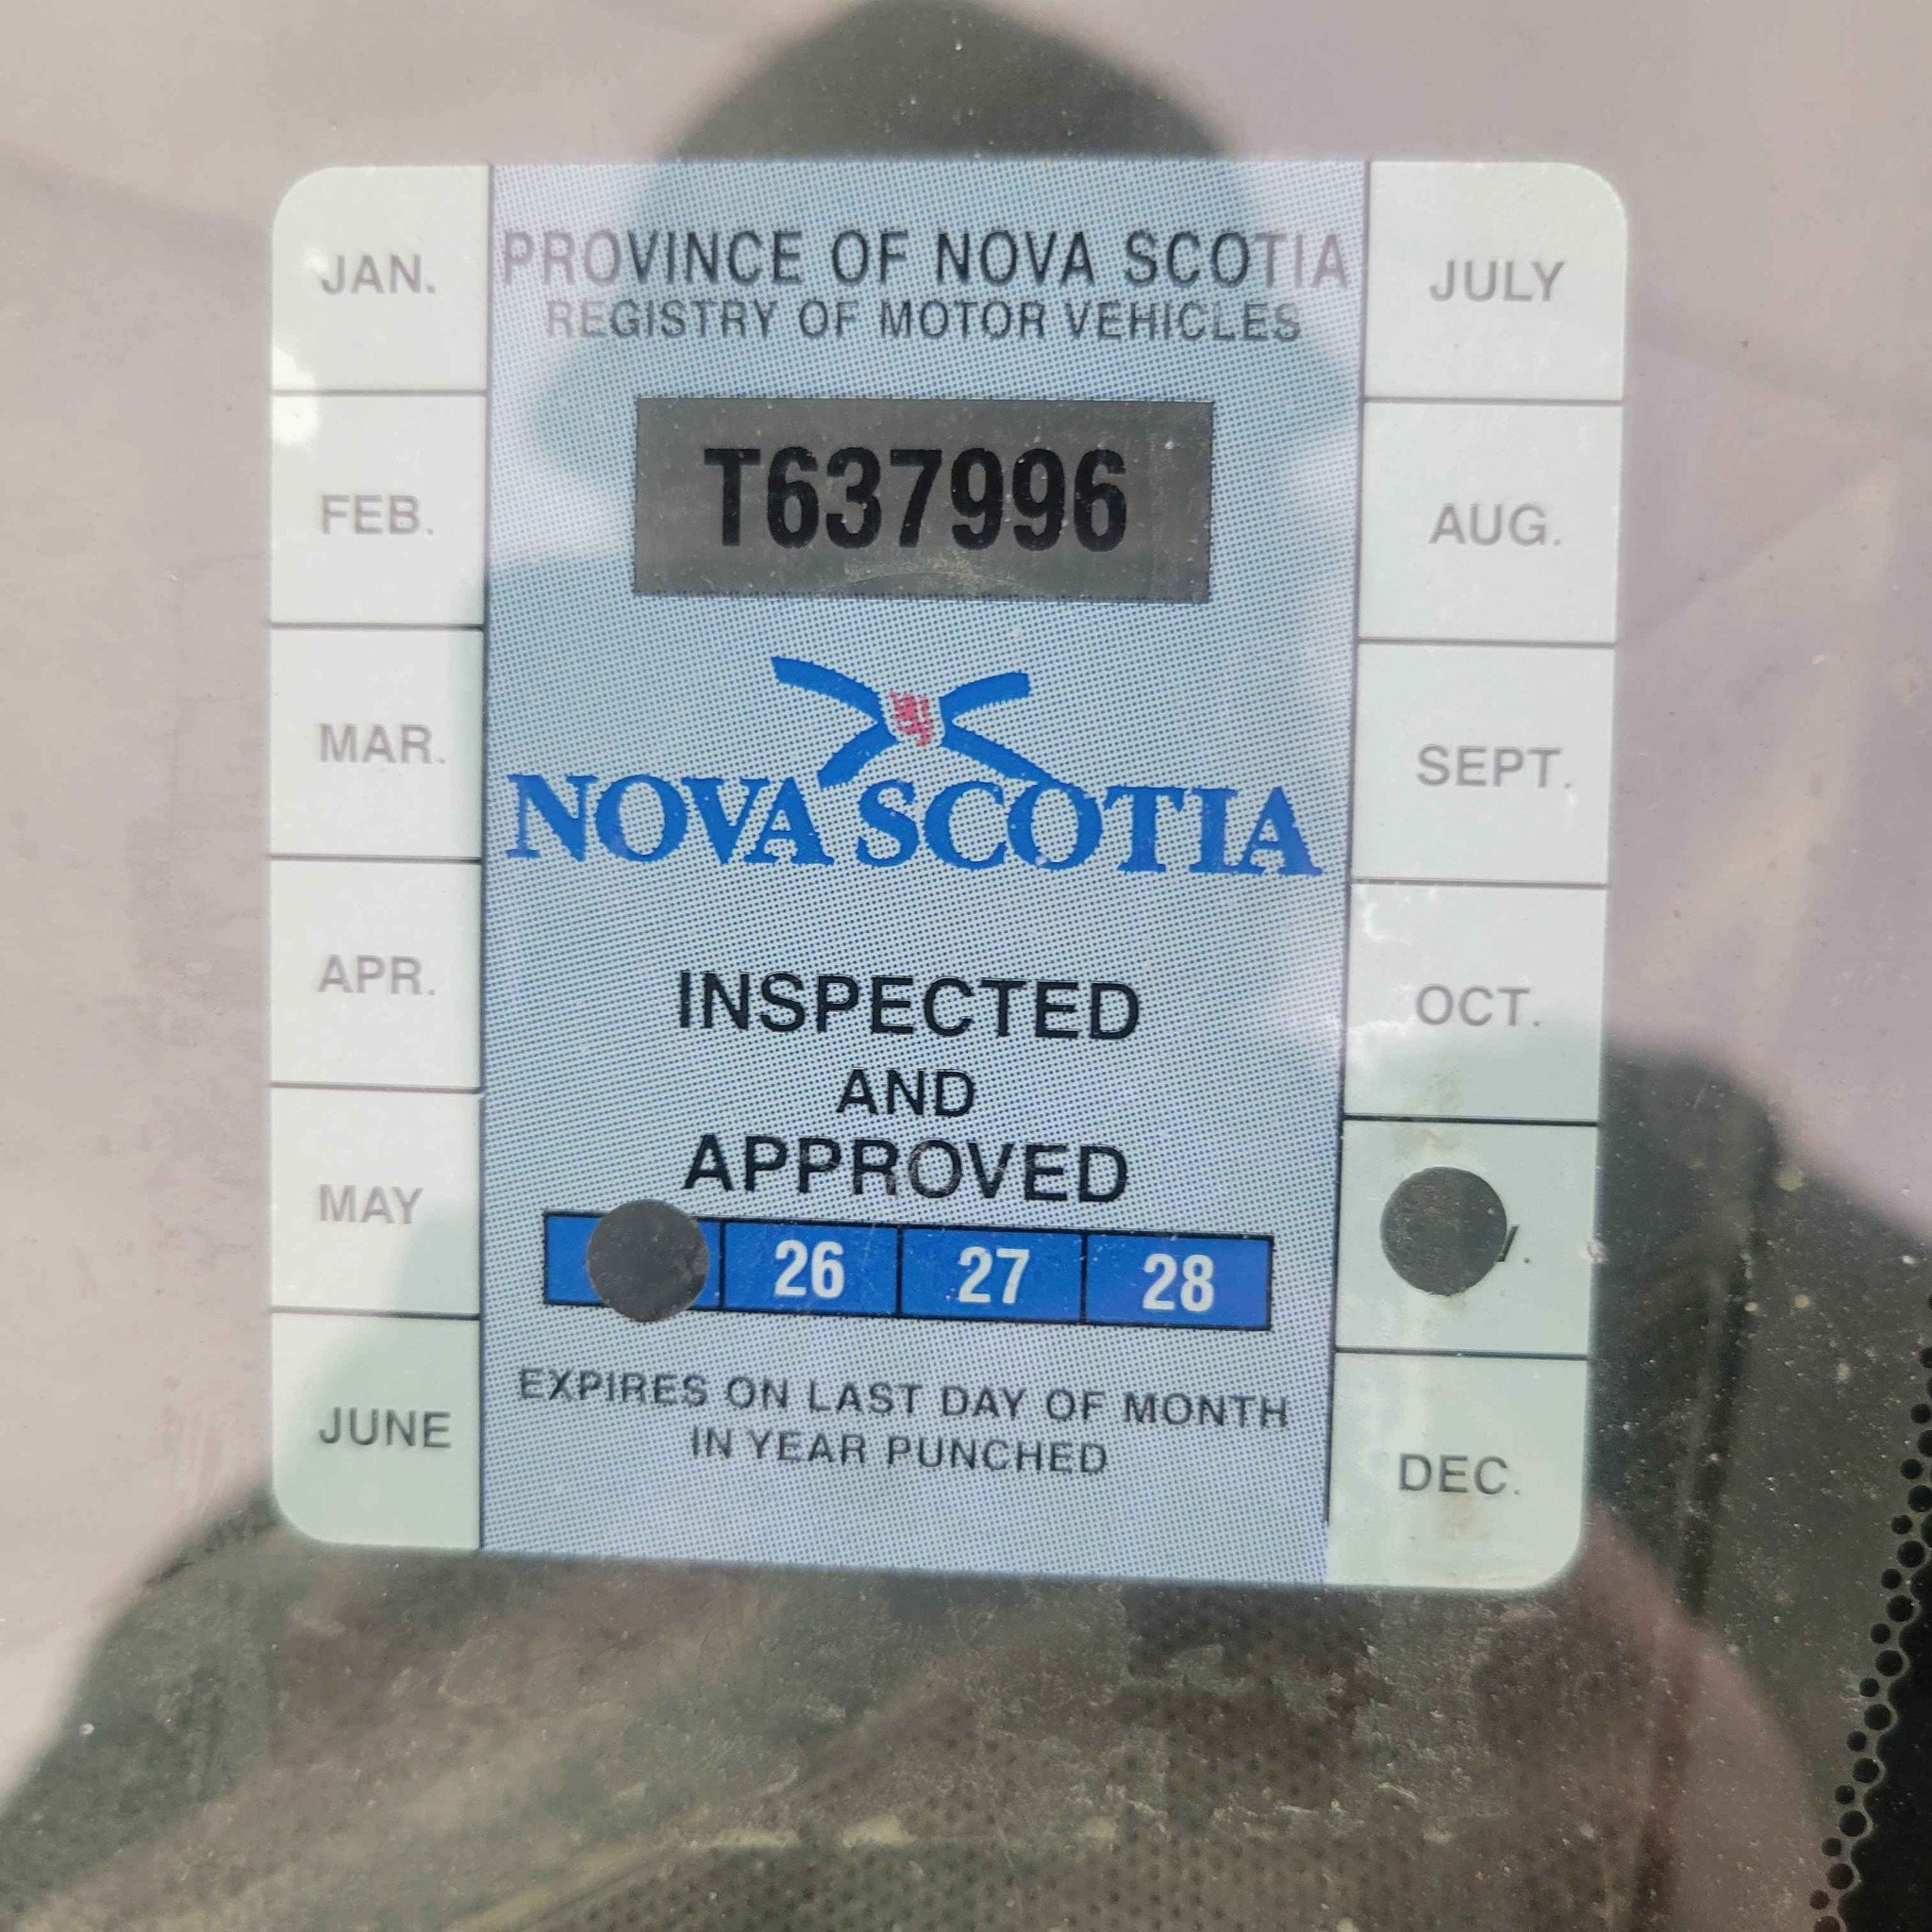 JAN.
FEB.
MAR.
APR.
MAY
JUNE
PROVINCE OF NOVA SCOTIA
REGISTRY OF MOTOR VEHICLES
T637996
NOVA SCOTIA
INSPECTED
AND
APPROVED
26 27 28
EXPIRES ON LAST DAY OF MONTH
IN YEAR PUNCHED
JULY
AUG.
SEPT.
OCT.
DEC.